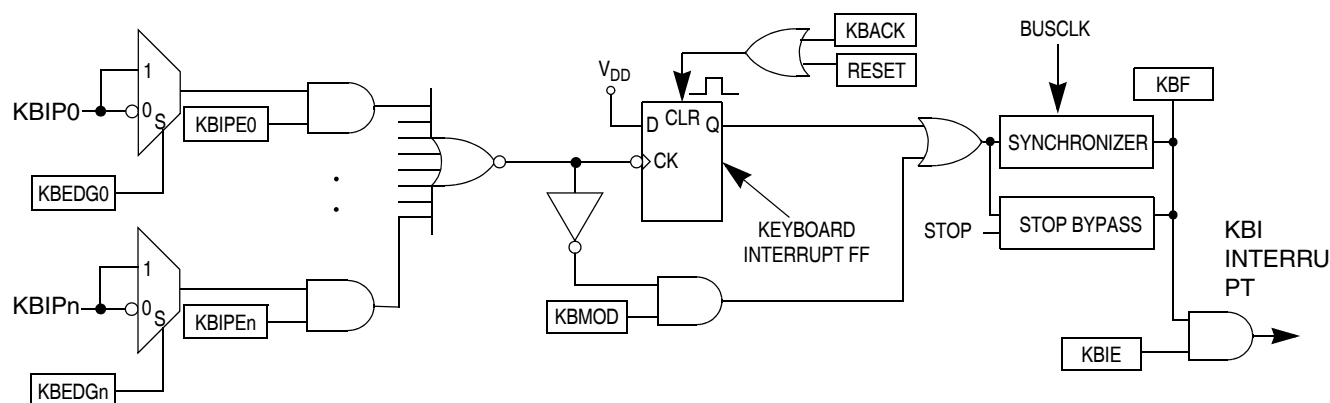 BUSCLK
KBACK
RESET
VDD
KBF
1
KBIP0
0
S
KBIPE0
D CLR Q
SYNCHRONIZER
CK
KBEDG0
KEYBOARD
INTERRUPT FF
STOP
STOP BYPASS
KBI
INTERRU
PT
1
KBIPn
0
S
KBIPEn
KBMOD
KBIE
KBEDGn